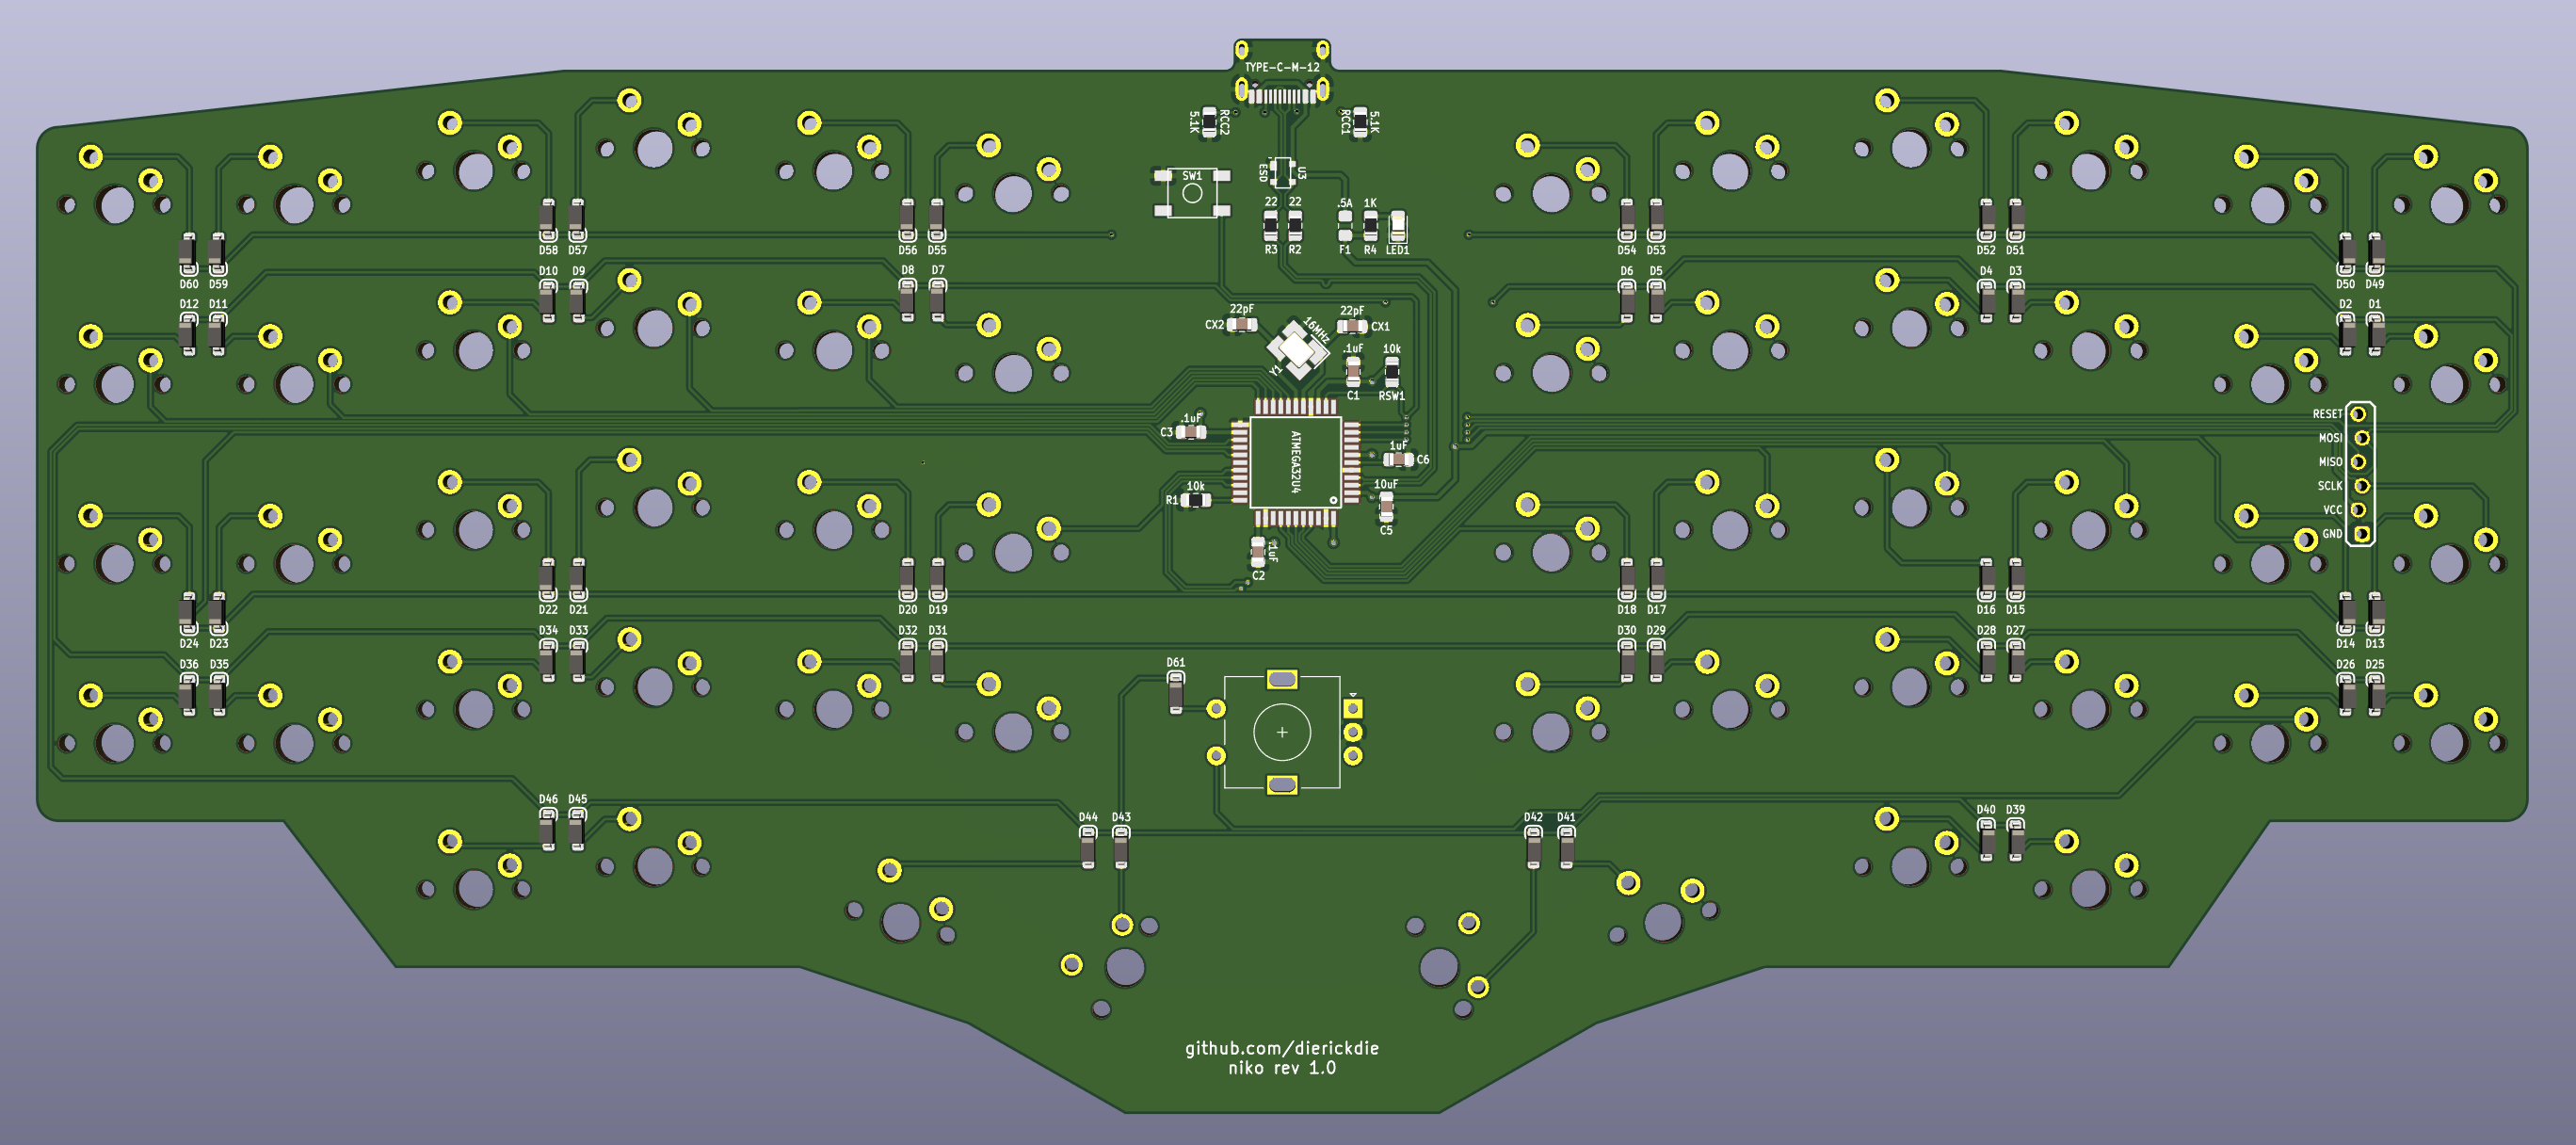 TYPE-C-M-12
5.1K RCC2
RCC1 5.1K
SW1
ESD U3
22 22 .5A 1K
R3 R2 F1 R4 LED1
D58 D57 D56 D55
D54 D53 D52 D51
D60 D59
D50 D49
D10 D9 D8 D7
D6 D5 D4 D3
D12 D11
D2 D1
22pF 22pF
CX2 CX1
16MHZ
Y1
.1uF 10k
C1 RSW1
.1uF
C3
ATMEGA32U4
1uF
C6
10k
R1
10uF
C5
.1uF
C2
RESET
MOSI
MISO
SCLK
VCC
GND
D22 D21 D20 D19
D18 D17 D16 D15
D24 D23
D14 D13
D34 D33 D32 D31
D30 D29 D28 D27
D36 D35
D61
D26 D25
D46 D45
D44 D43
D42 D41
D40 D39
github.com/dierickdie
niko rev 1.0